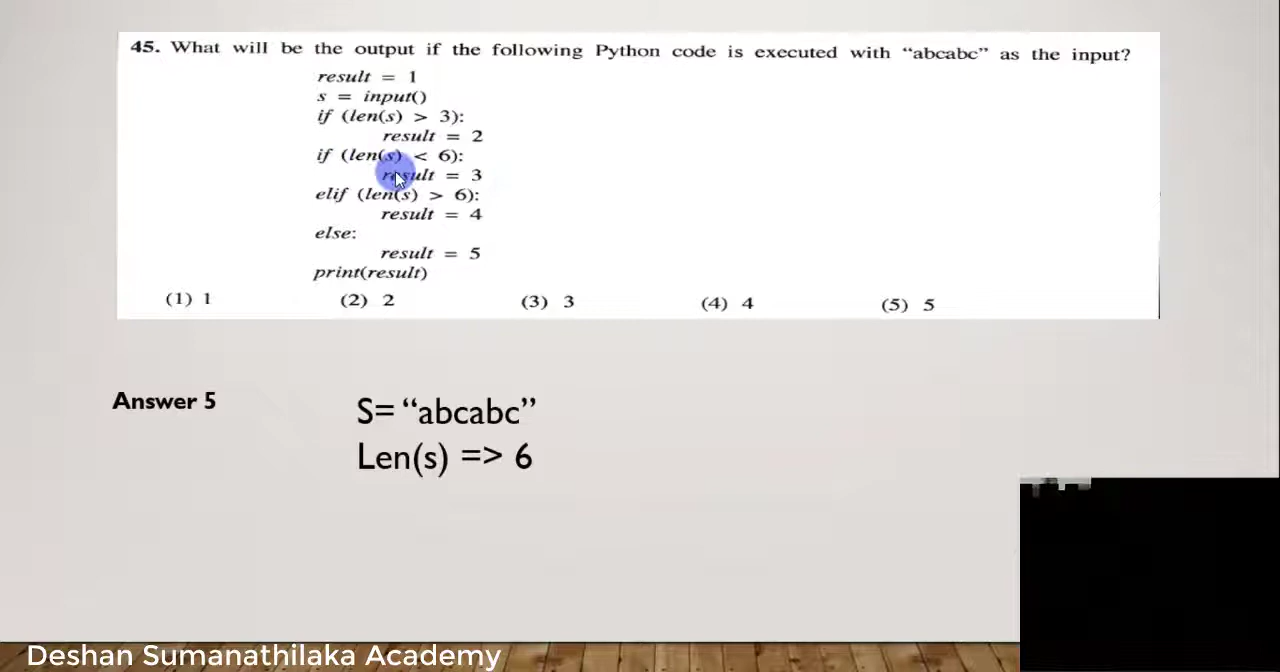 45. What will be the output if the following Python code is executed with “abcabc” as the input?
result = 1
s = input()
if (len(s) > 3):
result = 2
if (len(s) < 6):
result = 3
elif (len(s) > 6):
result = 4
else:
result = 5
print(result)
(1) 1 (2) 2 (3) 3 (4) 4 (5) 5
Answer 5
S= “abcabc”
Len(s) => 6
Deshan Sumanathilaka Academy